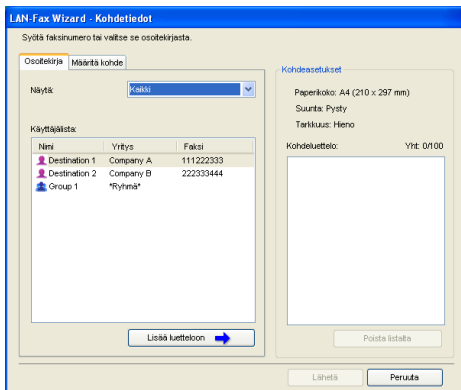 LAN-Fax Wizard - Kohdetiedot
Syötä faksinumero tai valitse se osoitekirjasta.
Osoitekirja Määritä kohde
Näytä: Kaikki
Käyttäjälista:
Nimi Yritys Faksi
Destination 1 Company A 111222333
Destination 2 Company B 222333444
Group 1 *Ryhmä*
Lisää luetteloon
Kohdeasetukset
Paperikoko: A4 (210 x 297 mm)
Suunta: Pysty
Tarkkuus: Hieno
Kohdeluettelo: Yht: 0/100
Poista listalta
Lähetä Peruuta